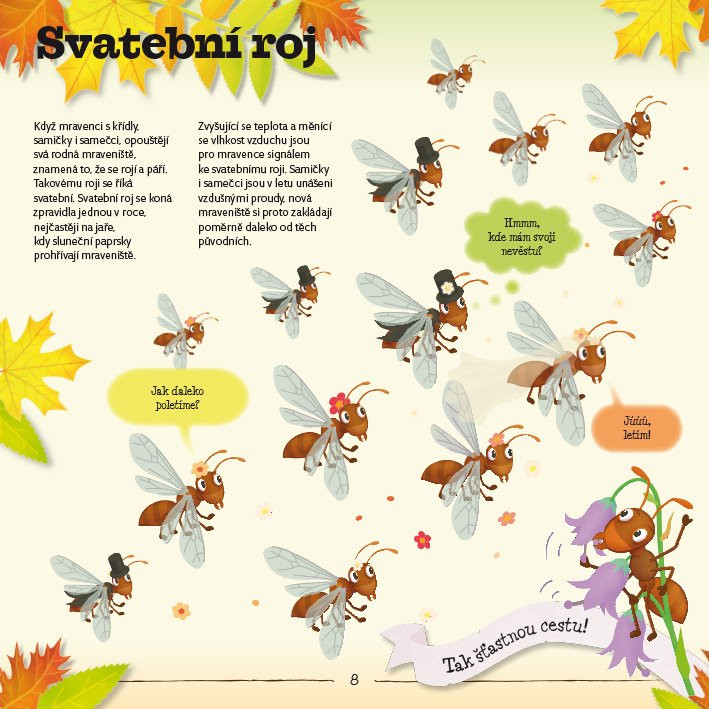 Svatební roj
Když mravenci s křídly,
samičky i samečci, opouštějí
svá rodná mraveniště,
znamená to, že se rojí a páří.
Takovému roji se říká
svatební. Svatební roj se koná
zpravidla jednou v roce,
nejčastěji na jaře,
kdy sluneční paprsky
prohřívají mraveniště.
Zvyšující se teplota a měnící
se vlhkost vzduchu jsou
pro mravence signálem
ke svatebnímu roji. Samičky
i samečci jsou v letu unášeni
vzdušnými proudy, nová
mraveniště si proto zakládají
poměrně daleko od těch
původních.
Hmmm,
kde mám svoji
nevěstu?
Jak daleko
poletíme?
Júúú,
letím!
Tak šťastnou cestu!
8